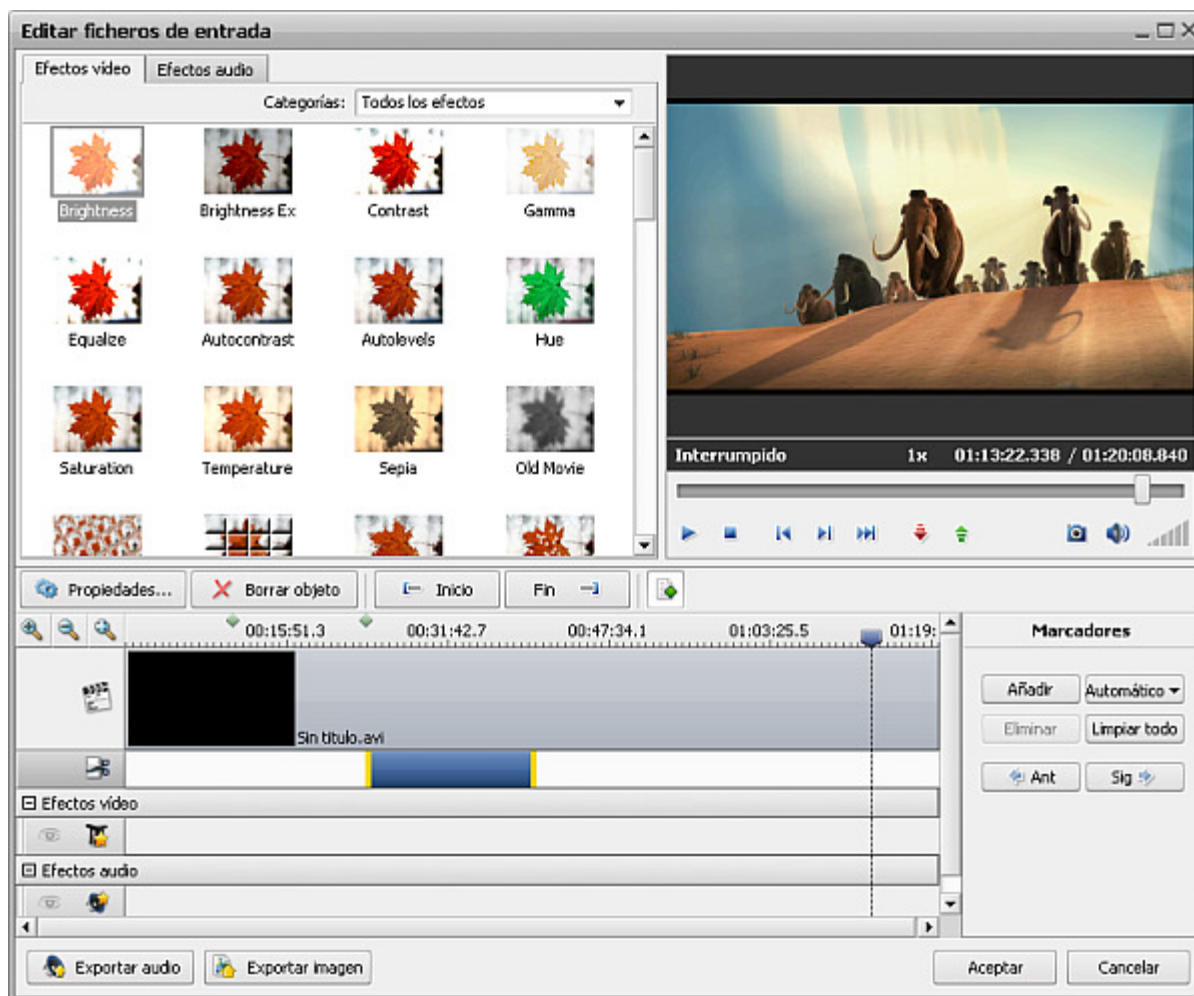 Editar ficheros de entrada
Efectos vídeo
Efectos audio
Categorías:
Todos los efectos
Brightness
Brightness Ex
Contrast
Gamma
Equalize
Autocontrast
Autolevels
Hue
Saturation
Temperature
Sepia
Old Movie
Interrumpido
1x
01:13:22.338 / 01:20:08.840
Propiedades...
Borrar objeto
Inicio
Fin
00:15:51.3
00:31:42.7
00:47:34.1
01:03:25.5
01:19:
Marcadores
Sin título.avi
Añadir
Automático
Eliminar
Limpiar todo
Ant
Sig
Efectos vídeo
Efectos audio
Exportar audio
Exportar imagen
Aceptar
Cancelar